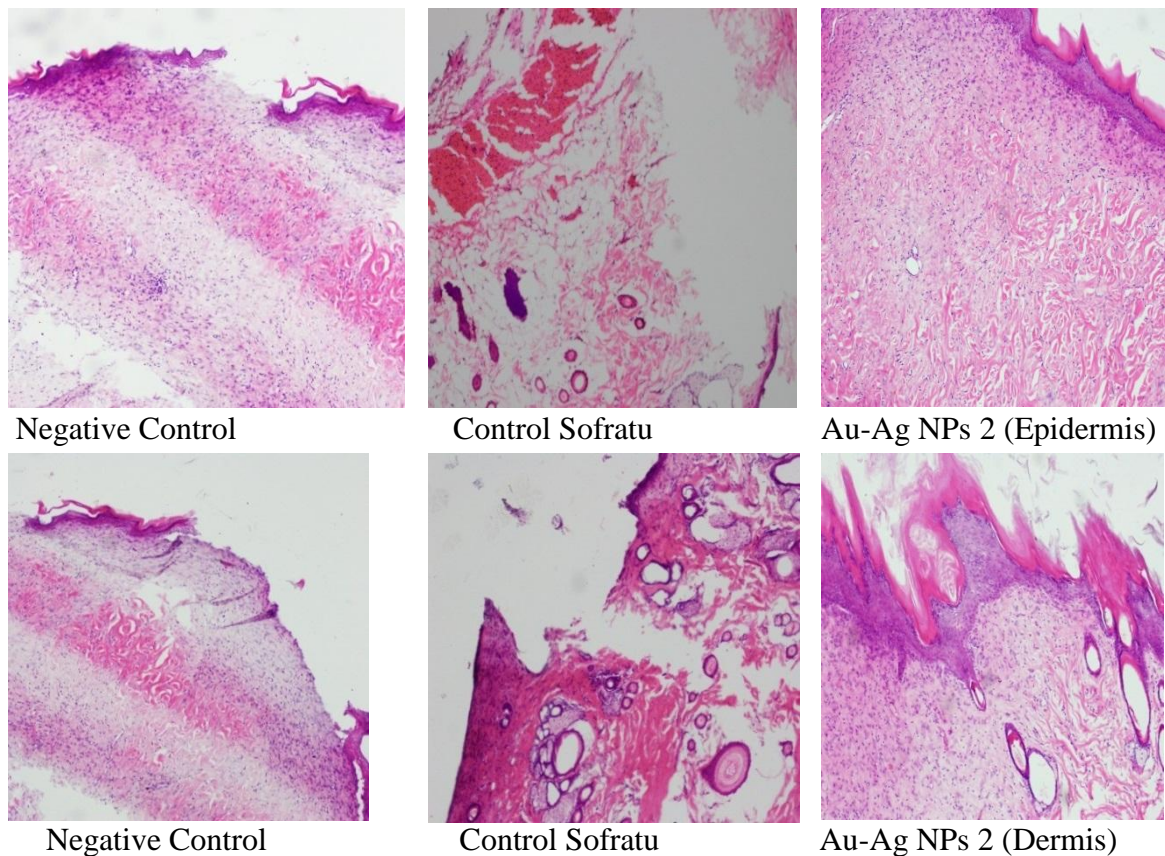 Negative Control
Control Sofratu
Au-Ag NPs 2 (Epidermis)
Negative Control
Control Sofratu
Au-Ag NPs 2 (Dermis)